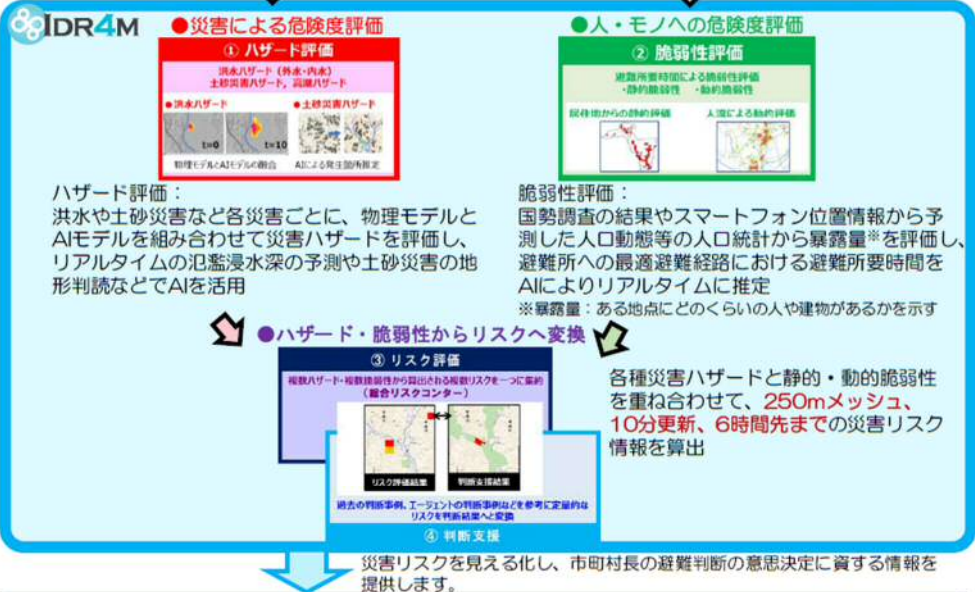 IDR4M
●災害による危険度評価
① ハザード評価
洪水ハザード（外水・内水）
土砂災害ハザード，高潮ハザード
●洪水ハザード
●土砂災害ハザード
t=0
t=10
物理モデルとAIモデルの融合
AIによる発生箇所推定
●人・モノへの危険度評価
② 脆弱性評価
避難所要時間による脆弱性評価
・静的脆弱性 ・動的脆弱性
居住地からの静的評価
人流による動的評価
ハザード評価：
洪水や土砂災害など各災害ごとに、物理モデルと
AIモデルを組み合わせて災害ハザードを評価し、
リアルタイムの氾濫浸水深の予測や土砂災害の地
形判読などでAIを活用
脆弱性評価：
国勢調査の結果やスマートフォン位置情報から予
測した人口動態等の人口統計から暴露量※を評価し、
避難所への最適避難経路における避難所要時間を
AIによりリアルタイムに推定
※暴露量：ある地点にどのくらいの人や建物があるかを示す
●ハザード・脆弱性からリスクへ変換
③ リスク評価
複数ハザード・複数脆弱性から算出される複数リスクを一つに集約
（総合リスクコンター）
リスク評価結果
判断支援結果
過去の判断事例、エージェントの判断事例などを参考に定量的な
リスクを判断結果へと変換
④ 判断支援
各種災害ハザードと静的・動的脆弱性
を重ね合わせて、250mメッシュ、
10分更新、6時間先までの災害リスク
情報を算出
災害リスクを見える化し、市町村長の避難判断の意思決定に資する情報を
提供します。